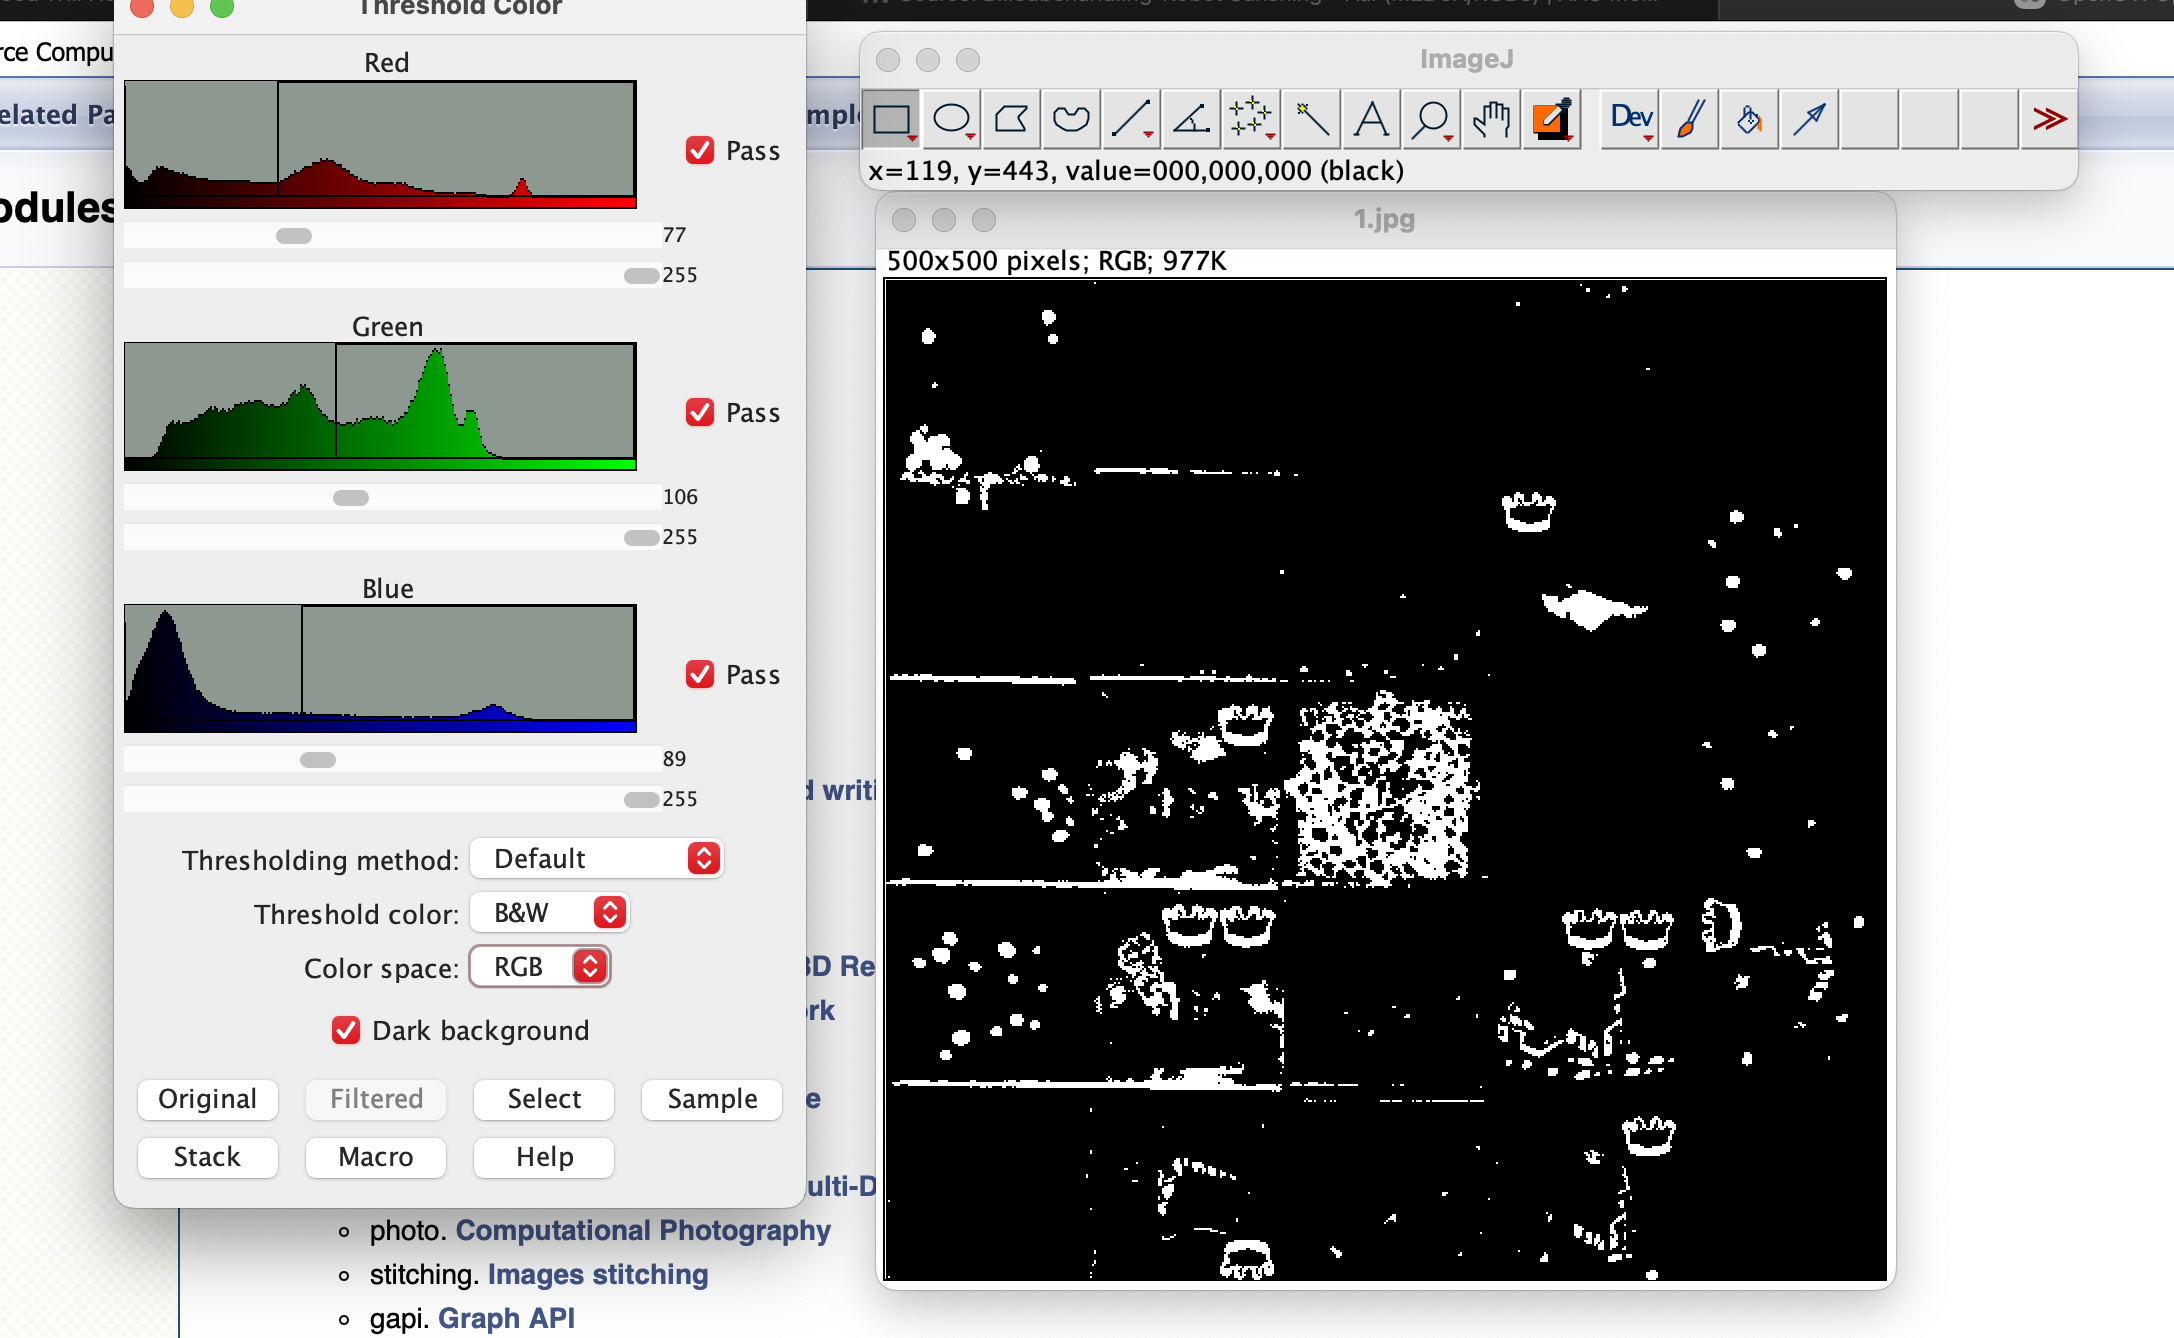 Threshold Color
rce Compu
elated Pa
mple
odules
Red
Pass
77
255
Green
Pass
106
255
Blue
Pass
89
255
Thresholding method: Default
Threshold color: B&W
Color space: RGB
Dark background
Original Filtered Select Sample
Stack Macro Help
d writi
3D Re
rk
e
ulti-D
photo. Computational Photography
stitching. Images stitching
gapi. Graph API
ImageJ
A Dev
x=119, y=443, value=000,000,000 (black)
1.jpg
500x500 pixels; RGB; 977K